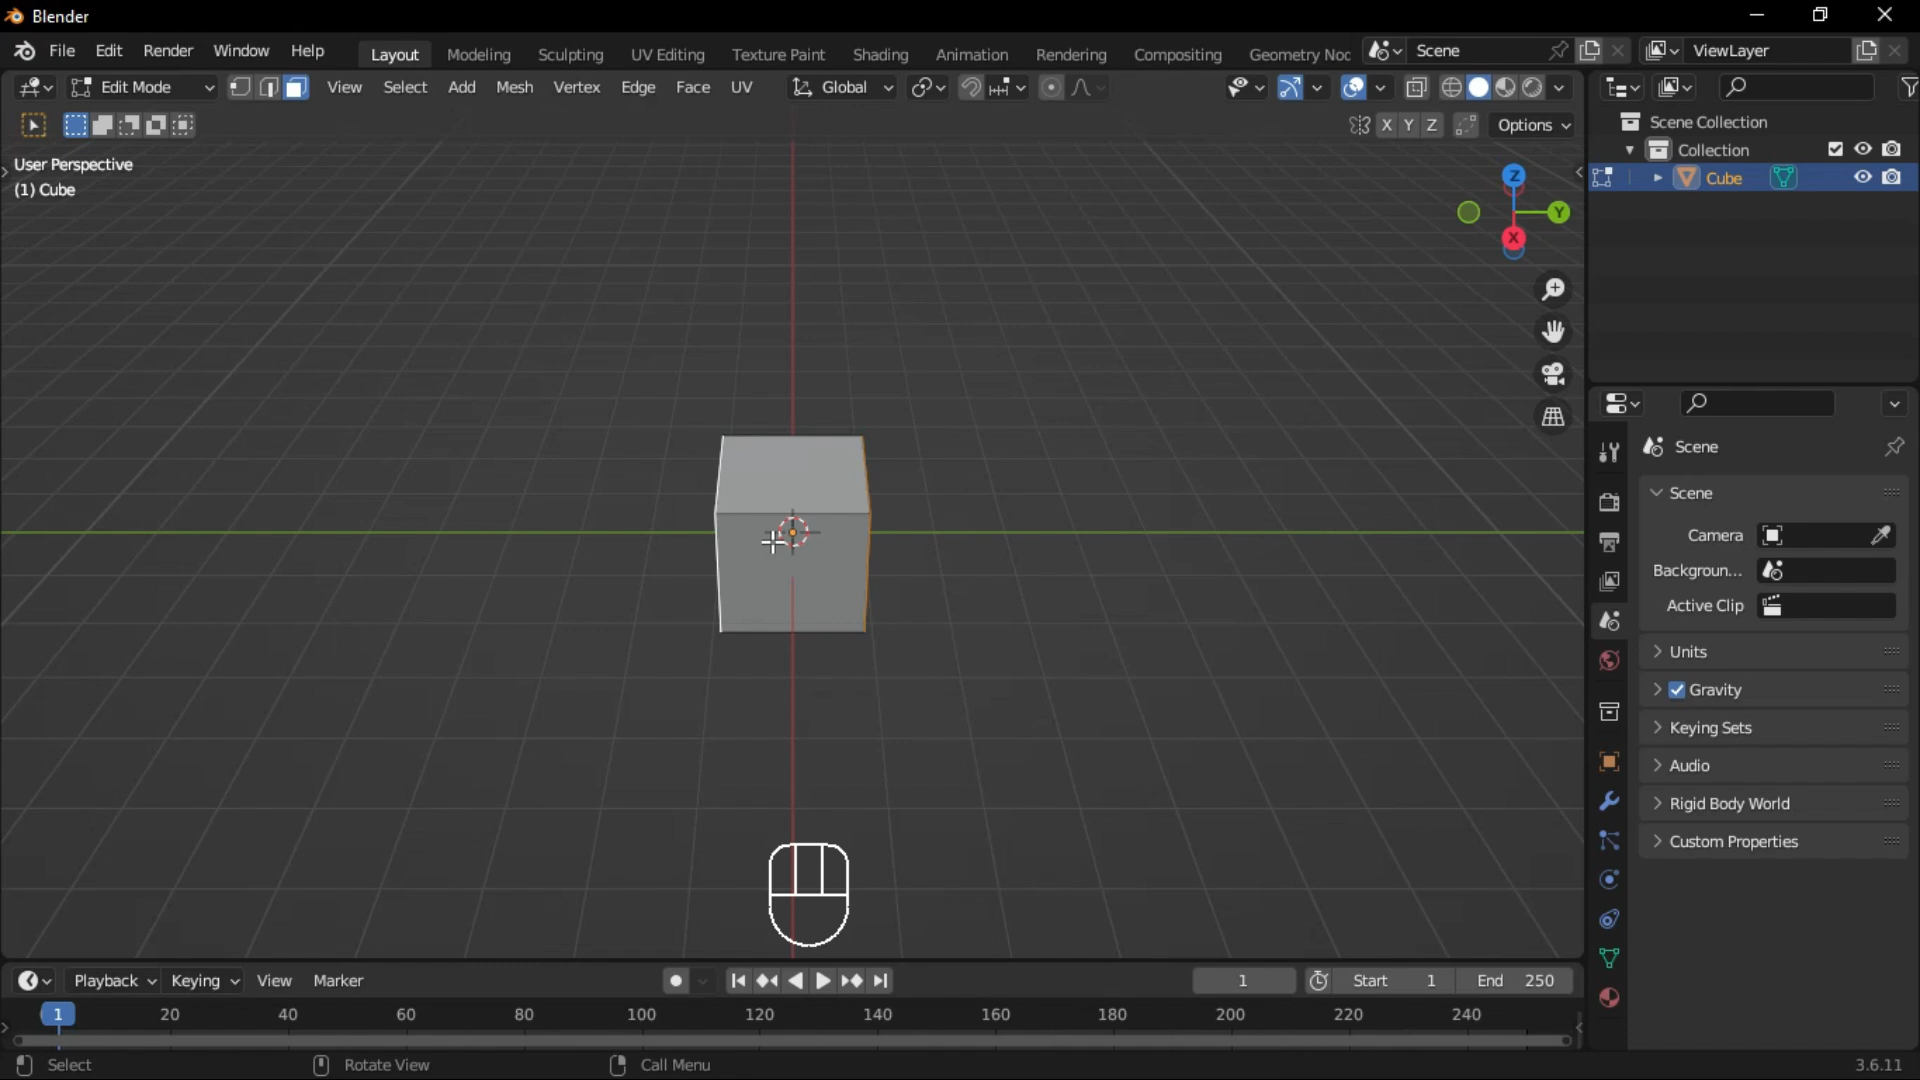 Blender
File Edit Render Window Help Layout Modeling Sculpting UV Editing Texture Paint Shading Animation Rendering Compositing Geometry Noc Scene ViewLayer
Edit Mode View Select Add Mesh Vertex Edge Face UV Global
X Y Z Options
User Perspective
(1) Cube
Z
Y
X
Scene Collection
Collection
Cube
Scene
Scene
Camera
Backgroun...
Active Clip
Units
Gravity
Keying Sets
Audio
Rigid Body World
Custom Properties
Playback Keying View Marker 1 Start 1 End 250
1 20 40 60 80 100 120 140 160 180 200 220 240
Select Rotate View Call Menu 3.6.11